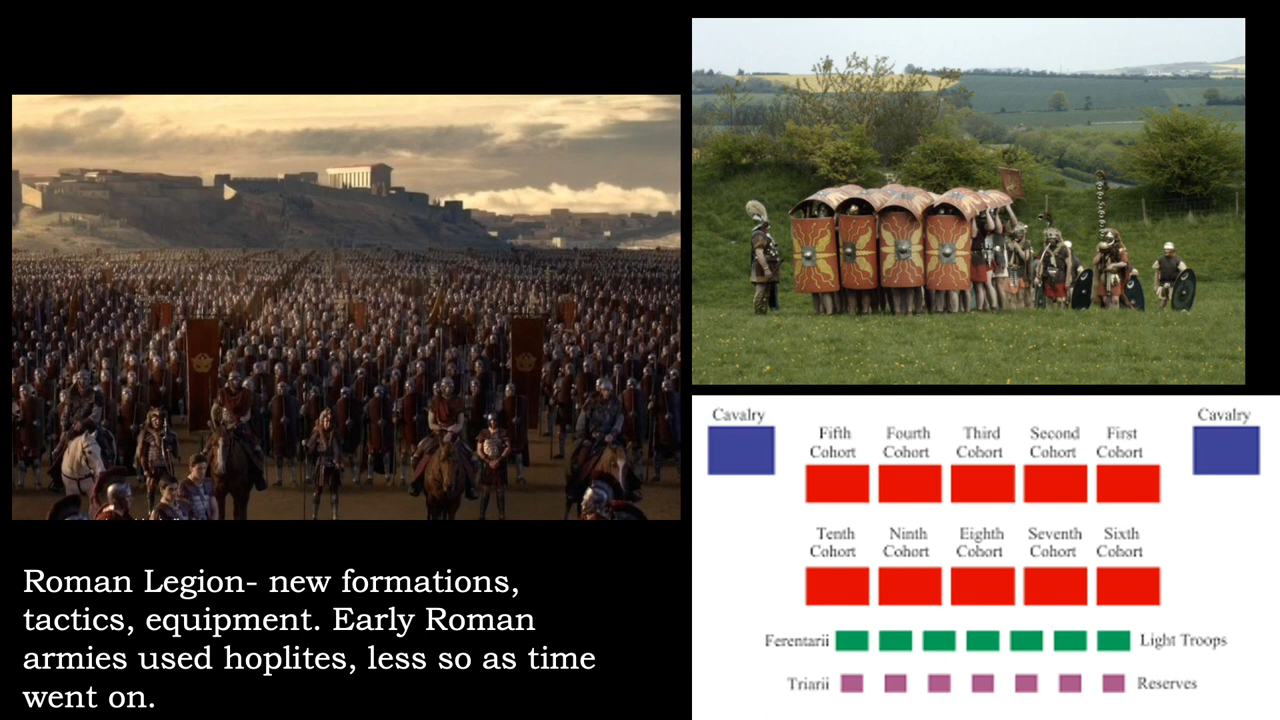 Roman Legion- new formations,
tactics, equipment. Early Roman
armies used hoplites, less so as time
went on.
Cavalry
Cavalry
Fifth Cohort
Fourth Cohort
Third Cohort
Second Cohort
First Cohort
Tenth Cohort
Ninth Cohort
Eighth Cohort
Seventh Cohort
Sixth Cohort
Ferentarii
Light Troops
Triarii
Reserves